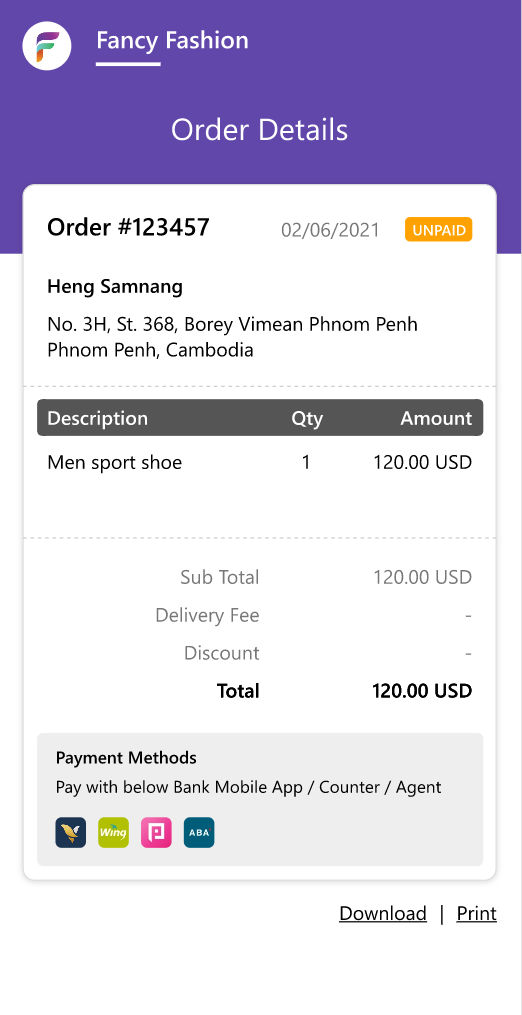 Fancy Fashion
Order Details
Order #123457 02/06/2021 UNPAID
Heng Samnang
No. 3H, St. 368, Borey Vimean Phnom Penh
Phnom Penh, Cambodia
Description Qty Amount
Men sport shoe 1 120.00 USD
Sub Total 120.00 USD
Delivery Fee -
Discount -
Total 120.00 USD
Payment Methods
Pay with below Bank Mobile App / Counter / Agent
Wing ABA
Download | Print